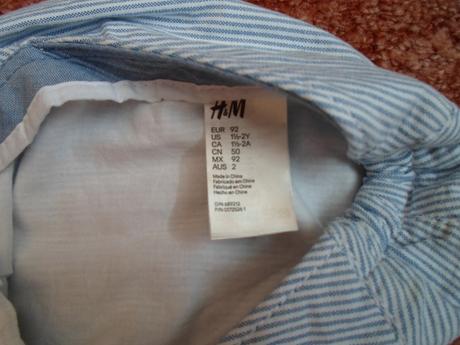 H&M
EUR 92
US 1½-2Y
CA 1½-2A
CN 50
MX 92
AUS 2
Made in China
Fabricado en China
Fabriqué en Chine
Hecho en China